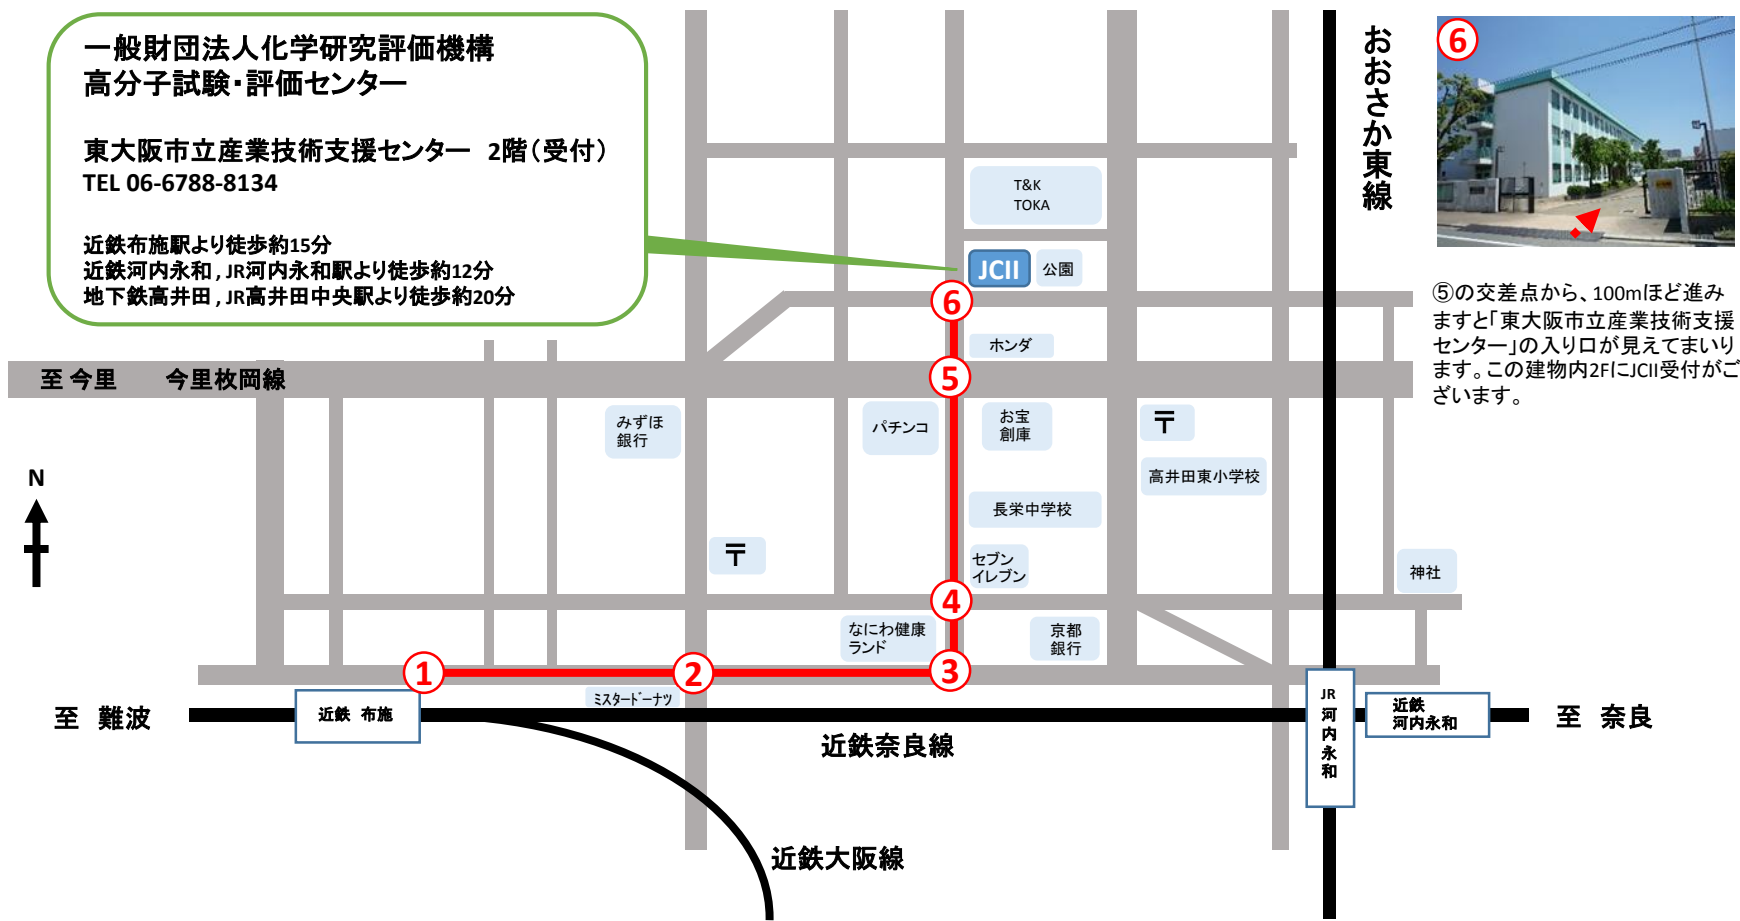 一般財団法人化学研究評価機構
高分子試験・評価センター
東大阪市立産業技術支援センター 2階（受付）
TEL 06-6788-8134
近鉄布施駅より徒歩約15分
近鉄河内永和，JR河内永和駅より徒歩約12分
地下鉄高井田，JR高井田中央駅より徒歩約20分
おおさか東線
⑥
T&K
TOKA
JCII
公園
⑥
⑤の交差点から、100mほど進み
ますと「東大阪市立産業技術支援
センター」の入り口が見えてまいり
ます。この建物内2FにJCII受付がご
ざいます。
ホンダ
至 今里 今里枚岡線
⑤
みずほ
銀行
パチンコ
お宝
創庫
〒
高井田東小学校
N
長栄中学校
〒
セブン
イレブン
神社
④
なにわ健康
ランド
京都
銀行
①
②
③
ミスタードーナツ
至 難波
近鉄 布施
近鉄奈良線
JR
河
内
永
和
近鉄
河内永和
至 奈良
近鉄大阪線